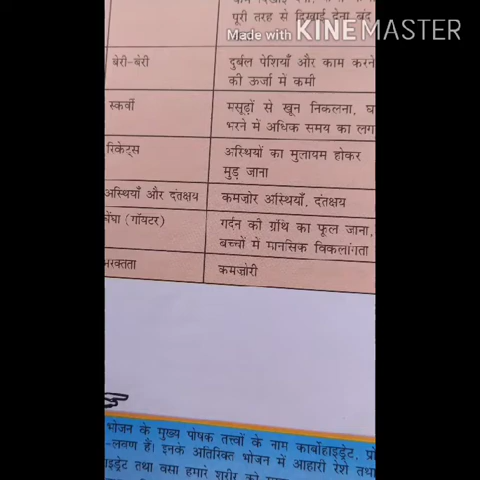 पूरी तरह से दिखाई देना बंद
Made with KINEMASTER
बेरी-बेरी
दुर्बल पेशियाँ और काम करने
की ऊर्जा में कमी
स्कर्वी
मसूढ़ों से खून निकलना, घ
भरने में अधिक समय का लग
रिकेट्स
अस्थियों का मुलायम होकर
मुड़ जाना
अस्थियाँ और दंतक्षय
कमज़ोर अस्थियाँ, दंतक्षय
घेंघा (गॉयटर)
गर्दन की ग्रंथि का फूल जाना,
बच्चों में मानसिक विकलांगता
अरक्तता
कमज़ोरी
भोजन के मुख्य पोषक तत्त्वों के नाम कार्बोहाइड्रेट, प्रो
-लवण हैं। इनके अतिरिक्त भोजन में आहारी रेशे तथा
इड्रेट तथा वसा हमारे शरीर को